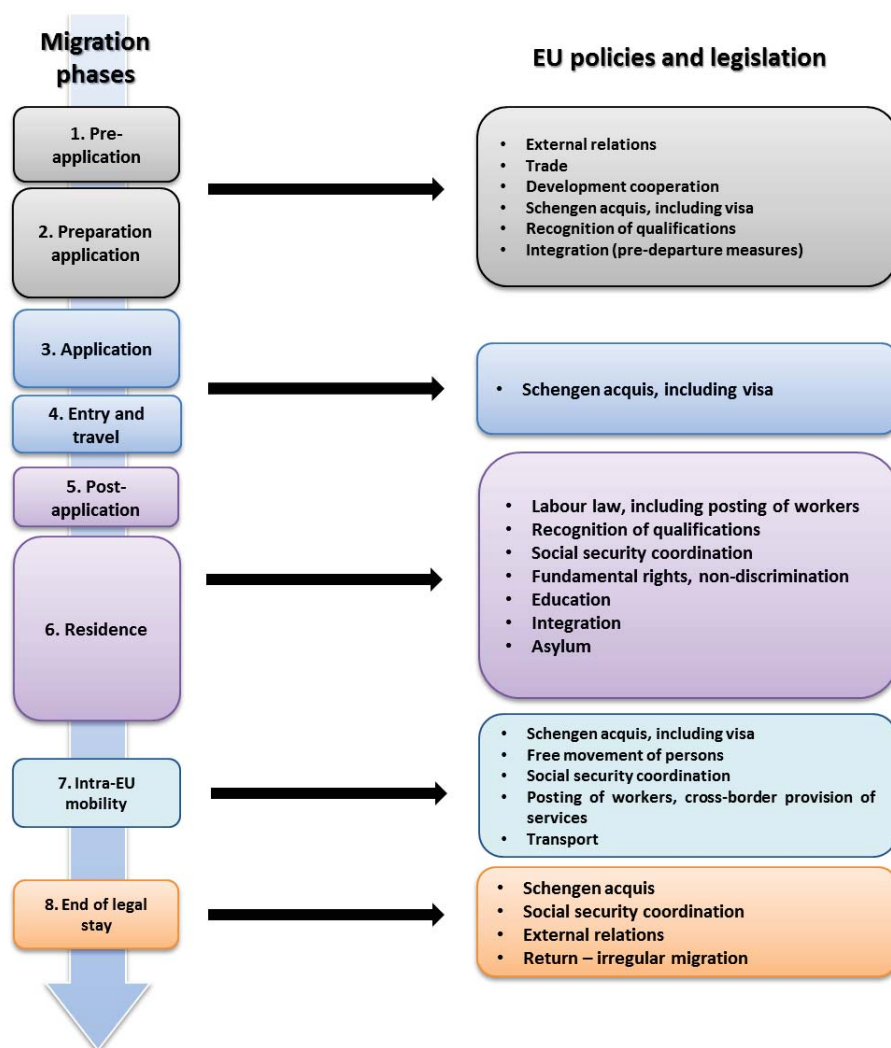 Migration
phases
EU policies and legislation
1. Pre-
application
2. Preparation
application
• External relations
• Trade
• Development cooperation
• Schengen acquis, including visa
• Recognition of qualifications
• Integration (pre-departure measures)
3. Application
4. Entry and
travel
• Schengen acquis, including visa
5. Post-
application
6. Residence
• Labour law, including posting of workers
• Recognition of qualifications
• Social security coordination
• Fundamental rights, non-discrimination
• Education
• Integration
• Asylum
7. Intra-EU
mobility
• Schengen acquis, including visa
• Free movement of persons
• Social security coordination
• Posting of workers, cross-border provision of
services
• Transport
8. End of legal
stay
• Schengen acquis
• Social security coordination
• External relations
• Return – irregular migration